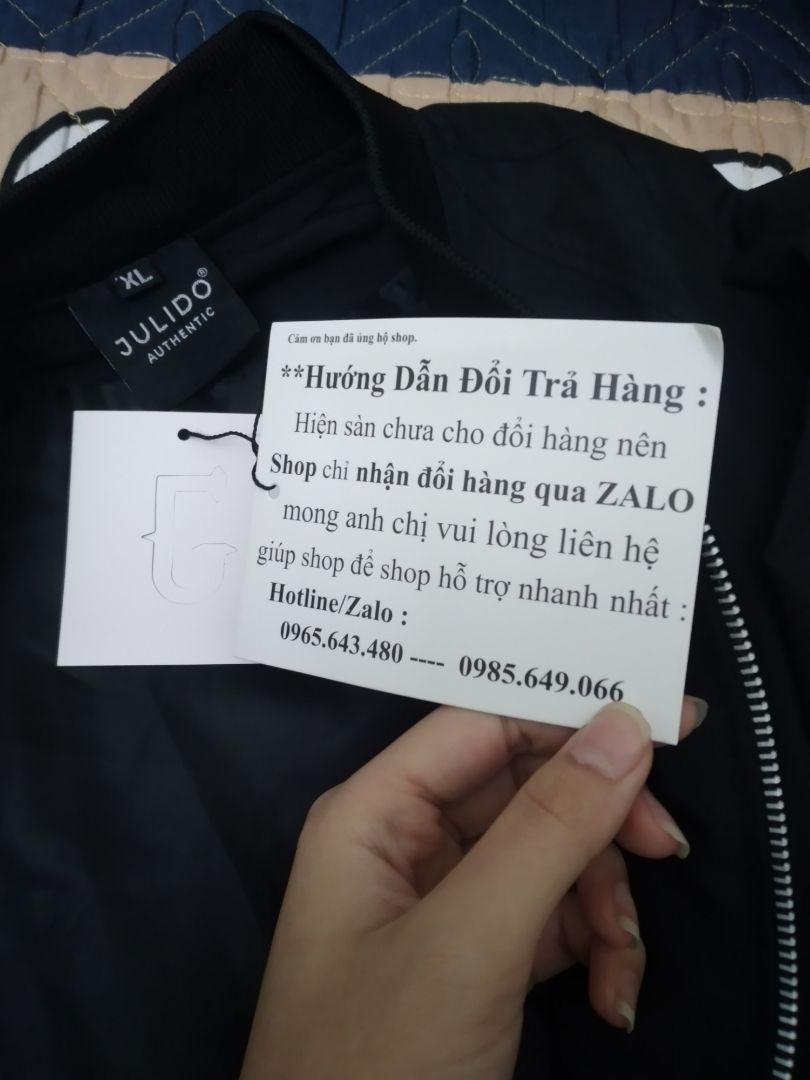 XL
JULIDO®
AUTHENTIC
Cám ơn bạn đã ủng hộ shop.
**Hướng Dẫn Đổi Trả Hàng :
Hiện sàn chưa cho đổi hàng nên
Shop chỉ nhận đổi hàng qua ZALO
mong anh chị vui lòng liên hệ
giúp shop để shop hỗ trợ nhanh nhất :
Hotline/Zalo :
0965.643.480 ---- 0985.649.066